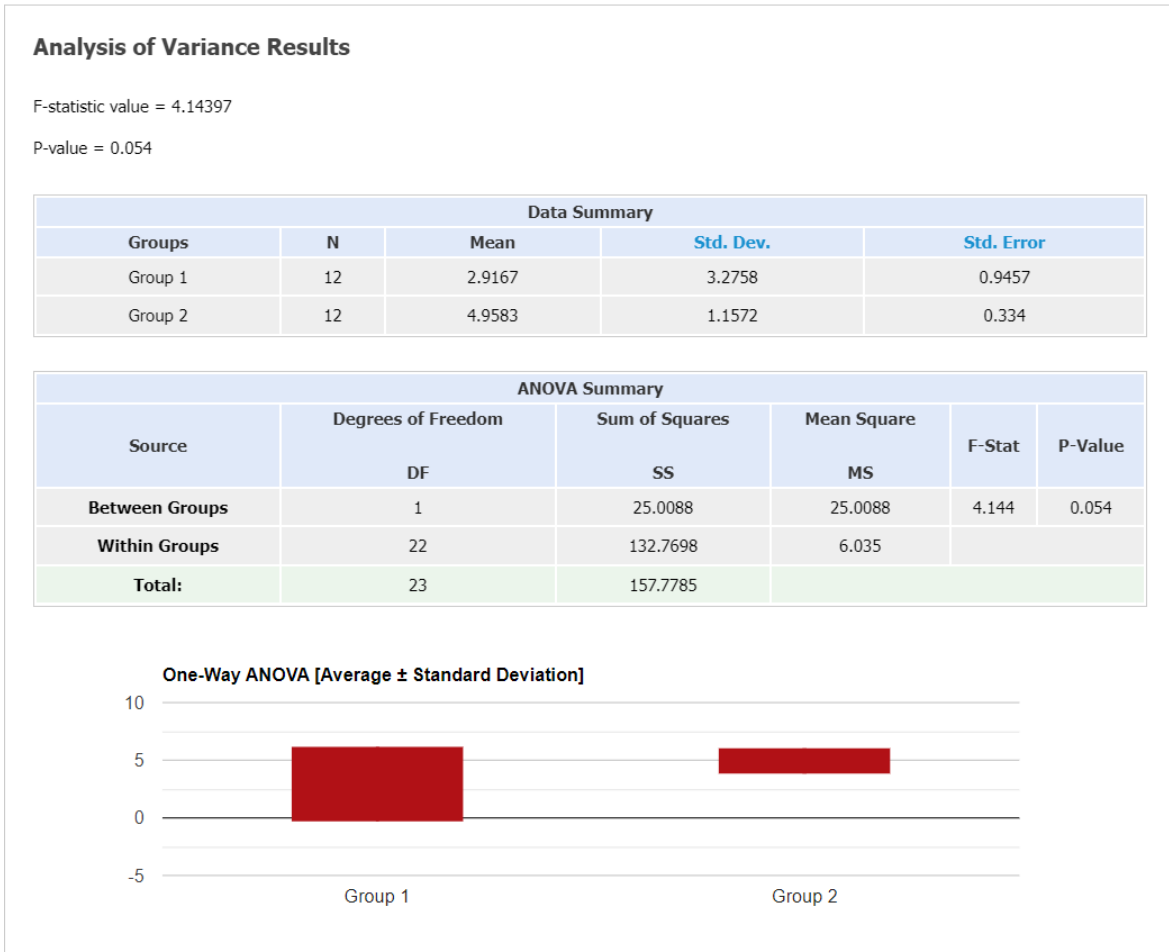 Analysis of Variance Results
F-statistic value = 4.14397
P-value = 0.054
Data Summary
Groups N Mean Std. Dev. Std. Error
Group 1 12 2.9167 3.2758 0.9457
Group 2 12 4.9583 1.1572 0.334
ANOVA Summary
Source Degrees of Freedom DF Sum of Squares SS Mean Square MS F-Stat P-Value
Between Groups 1 25.0088 25.0088 4.144 0.054
Within Groups 22 132.7698 6.035
Total: 23 157.7785
One-Way ANOVA [Average ± Standard Deviation]
10
5
0
-5
Group 1 Group 2